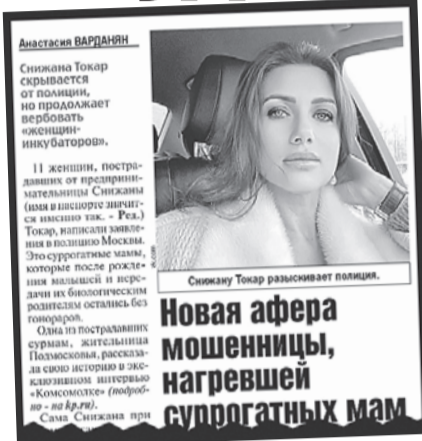 Анастасия ВАРДАНЯН
Снижана Токар
скрывается
от полиции,
но продолжает
вербовать
«женщин-
инкубаторов».
11 женщин, постра-
давших от предприни-
мательницы Снижаны
(имя в паспорте значит-
ся именно так. - Ред.)
Токар, написали заявле-
ния в полицию Москвы.
Это суррогатные мамы,
которые после рожде-
ния малышей и пере-
дачи их биологическим
родителям остались без
гонораров.
Одна из пострадавших
сурмам, жительница
Подмосковья, рассказа-
ла свою историю в экс-
клюзивном интервью
«Комсомолке» (подроб-
но - на kp.ru).
Сама Снижана при
Снижану Токар разыскивает полиция.
Новая афера
мошенницы,
нагревшей
суррогатных мам